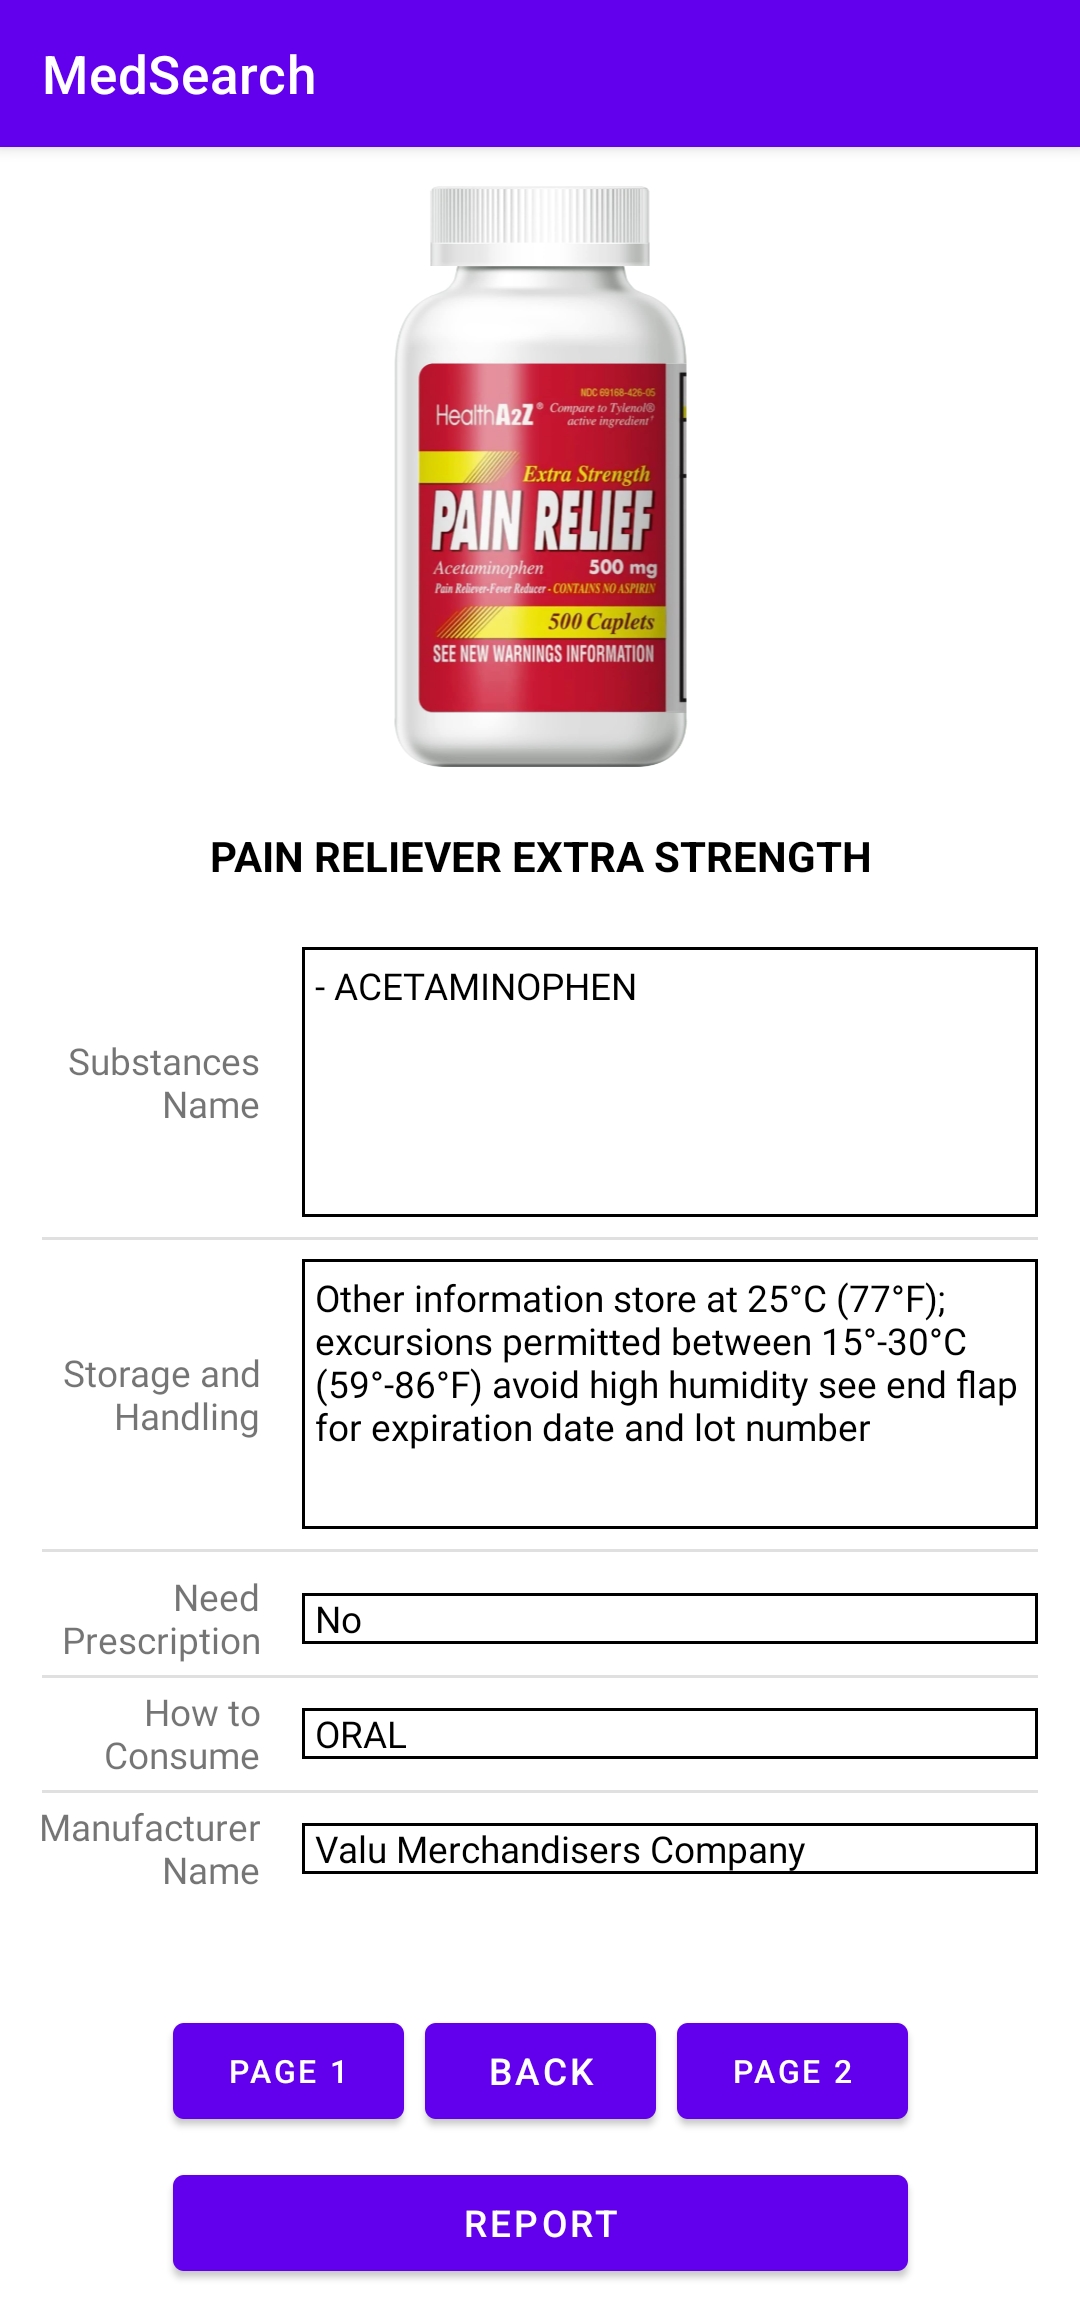 MedSearch
NDC 69168-426-05
HealthA2Z® Compare to Tylenol®
active ingredient†
Extra Strength
PAIN RELIEF
Acetaminophen 500 mg
Pain Reliever-Fever Reducer - CONTAINS NO ASPIRIN
500 Caplets
SEE NEW WARNINGS INFORMATION
PAIN RELIEVER EXTRA STRENGTH
Substances
Name
- ACETAMINOPHEN
Storage and
Handling
Other information store at 25°C (77°F);
excursions permitted between 15°-30°C
(59°-86°F) avoid high humidity see end flap
for expiration date and lot number
Need
Prescription
No
How to
Consume
ORAL
Manufacturer
Name
Valu Merchandisers Company
PAGE 1
BACK
PAGE 2
REPORT